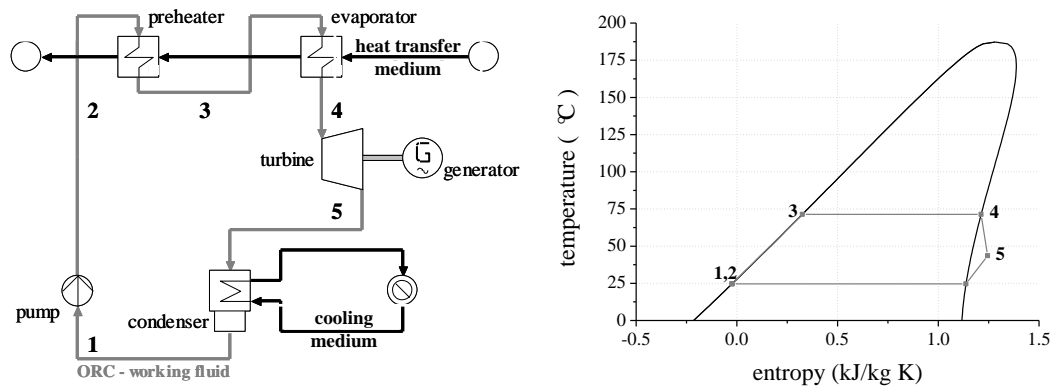 preheater
evaporator
heat transfer
medium
2
3
4
turbine
G
~
generator
5
pump
condenser
cooling
medium
1
ORC - working fluid
temperature ( °C)
200
175
150
125
100
75
50
25
0
3
4
5
1,2
-0.5
0.0
0.5
1.0
1.5
entropy (kJ/kg K)